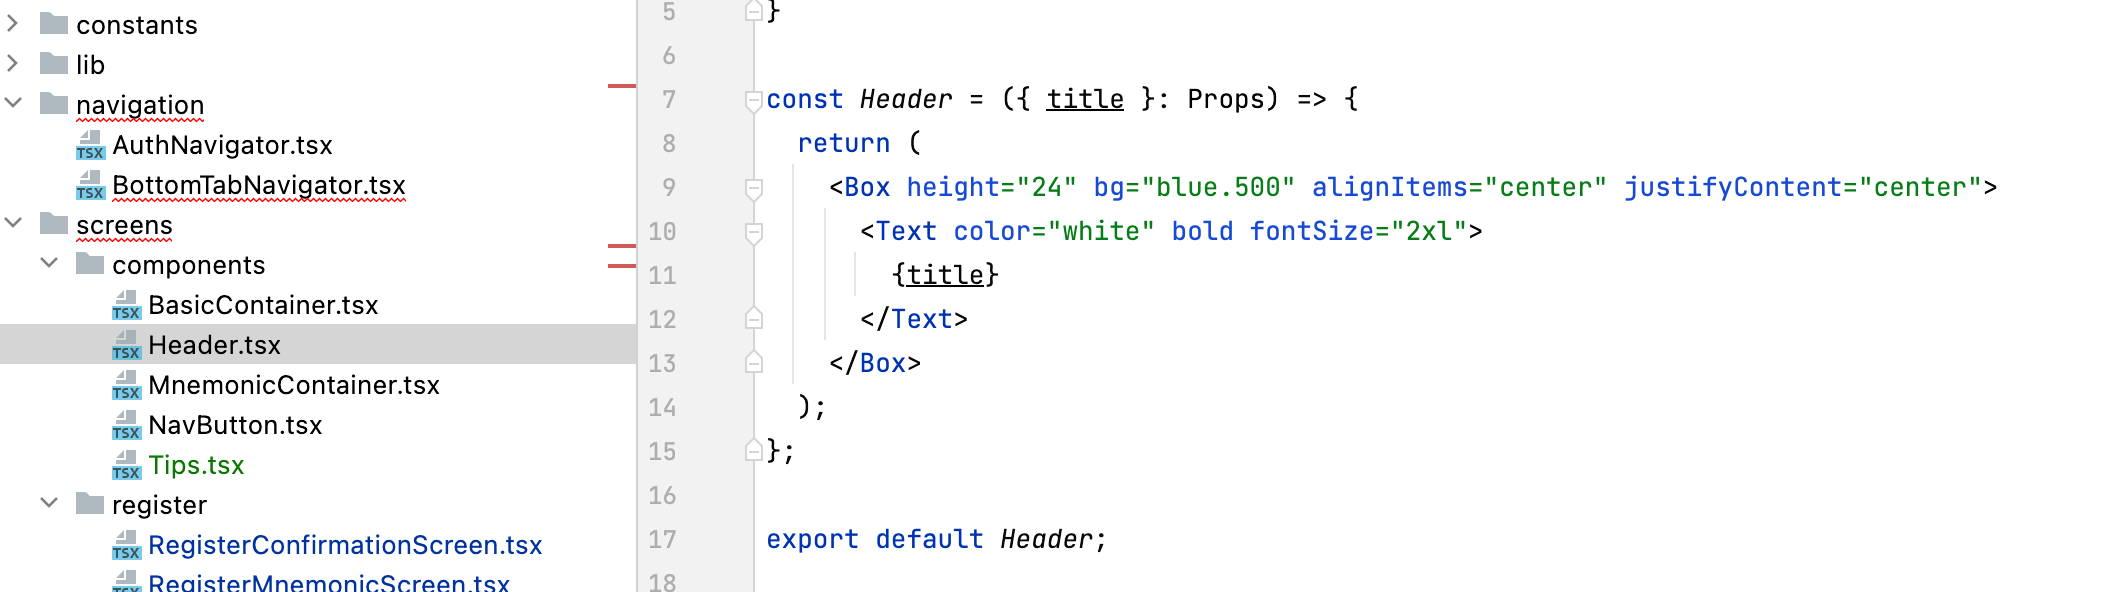 constants
lib
navigation
TSX AuthNavigator.tsx
TSX BottomTabNavigator.tsx
screens
components
TSX BasicContainer.tsx
TSX Header.tsx
TSX MnemonicContainer.tsx
TSX NavButton.tsx
TSX Tips.tsx
register
TSX RegisterConfirmationScreen.tsx
TSX RegisterMnemonicScreen.tsx
5 }
6
7 const Header = ({ title }: Props) => {
8 return (
9 <Box height="24" bg="blue.500" alignItems="center" justifyContent="center">
10 <Text color="white" bold fontSize="2xl">
11 {title}
12 </Text>
13 </Box>
14 );
15 };
16
17 export default Header;
18